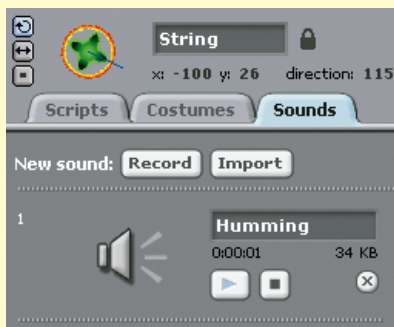 String
x: -100 y: 26 direction: 115
Scripts Costumes Sounds
New sound: Record Import
1
Humming
0:00:01 34 KB